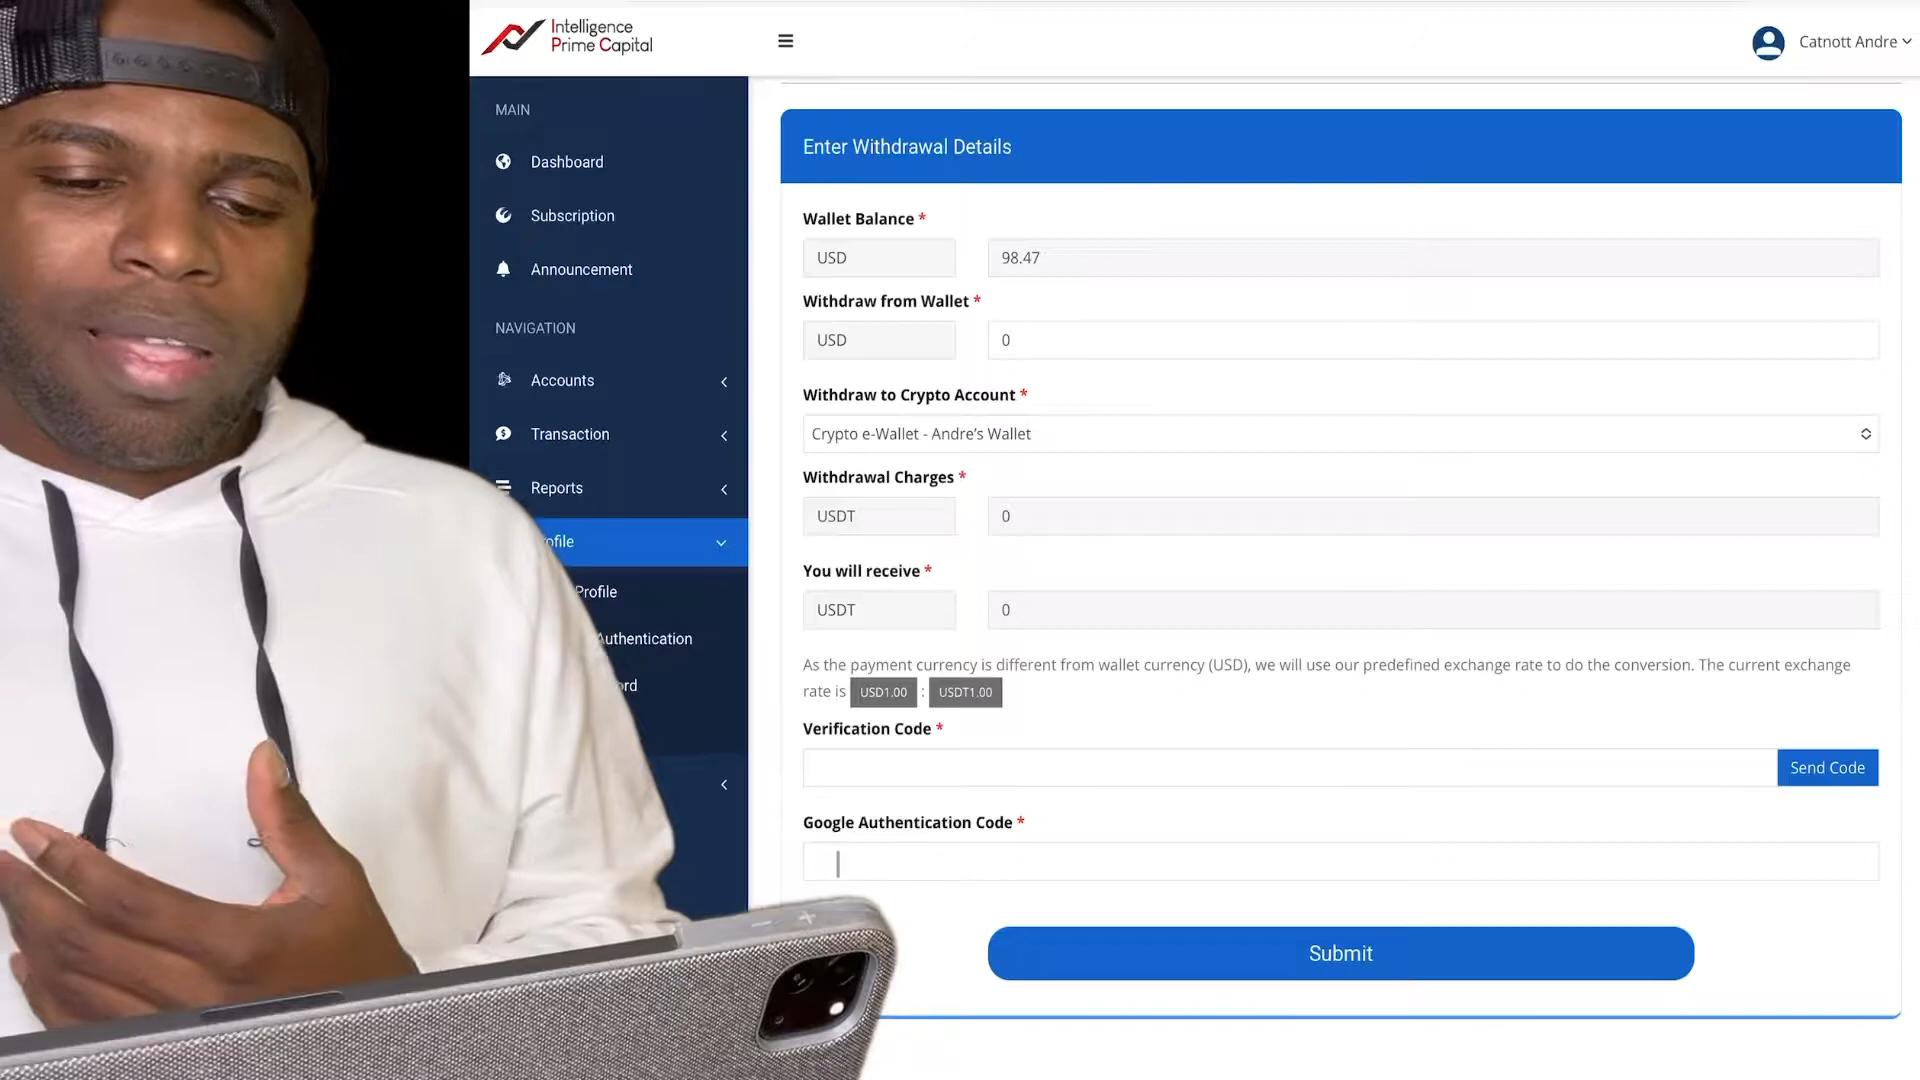 Intelligence
Prime Capital
Catnott Andre
MAIN
Dashboard
Subscription
Announcement
NAVIGATION
Accounts
Transaction
Reports
ofile
Profile
Authentication
ord
Enter Withdrawal Details
Wallet Balance *
USD
98.47
Withdraw from Wallet *
USD
0
Withdraw to Crypto Account *
Crypto e-Wallet - Andre's Wallet
Withdrawal Charges *
USDT
0
You will receive *
USDT
0
As the payment currency is different from wallet currency (USD), we will use our predefined exchange rate to do the conversion. The current exchange
rate is USD1.00 : USDT1.00
Verification Code *
Send Code
Google Authentication Code *
Submit